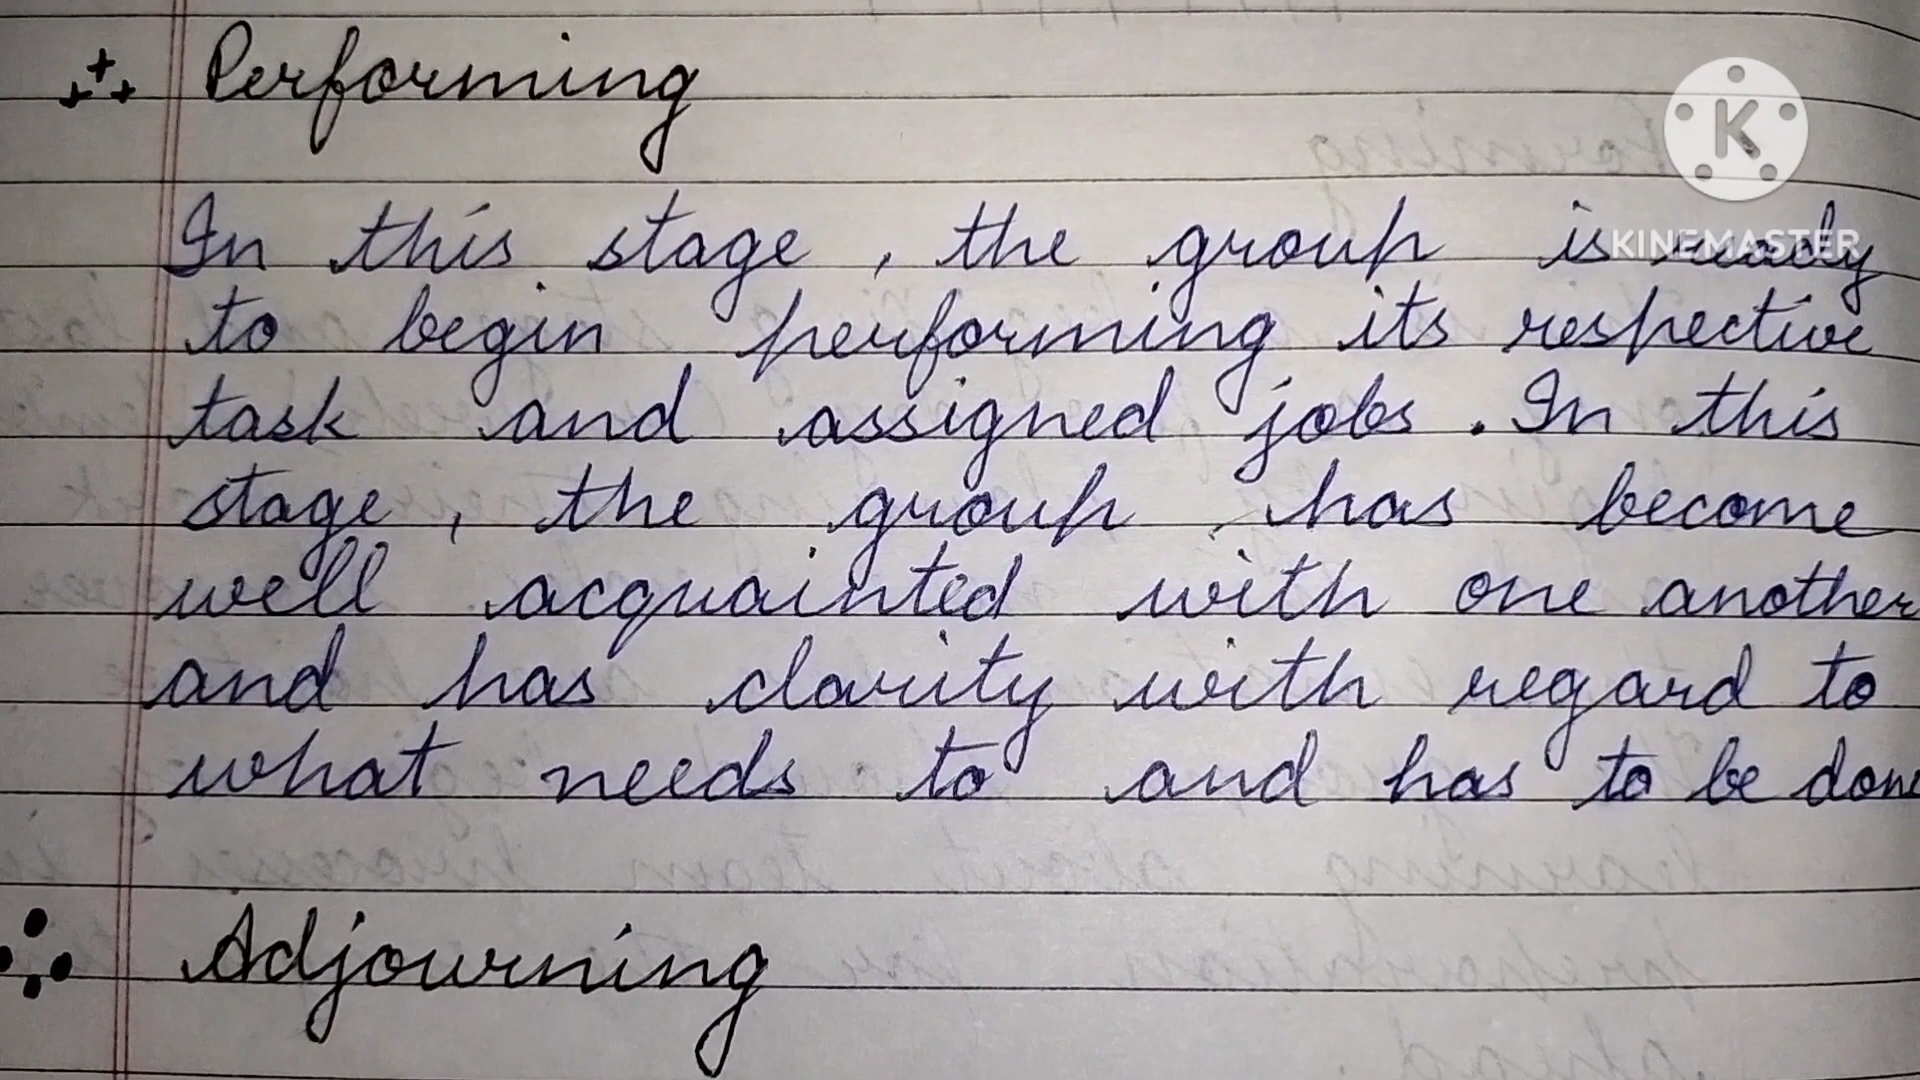 Performing
K
KINEMASTER
In this stage, the group is ready
to begin performing its respective
task and assigned jobs. In this
stage, the group has become
well acquainted with one another
and has clarity with regard to
what needs to and has to be done
Adjourning